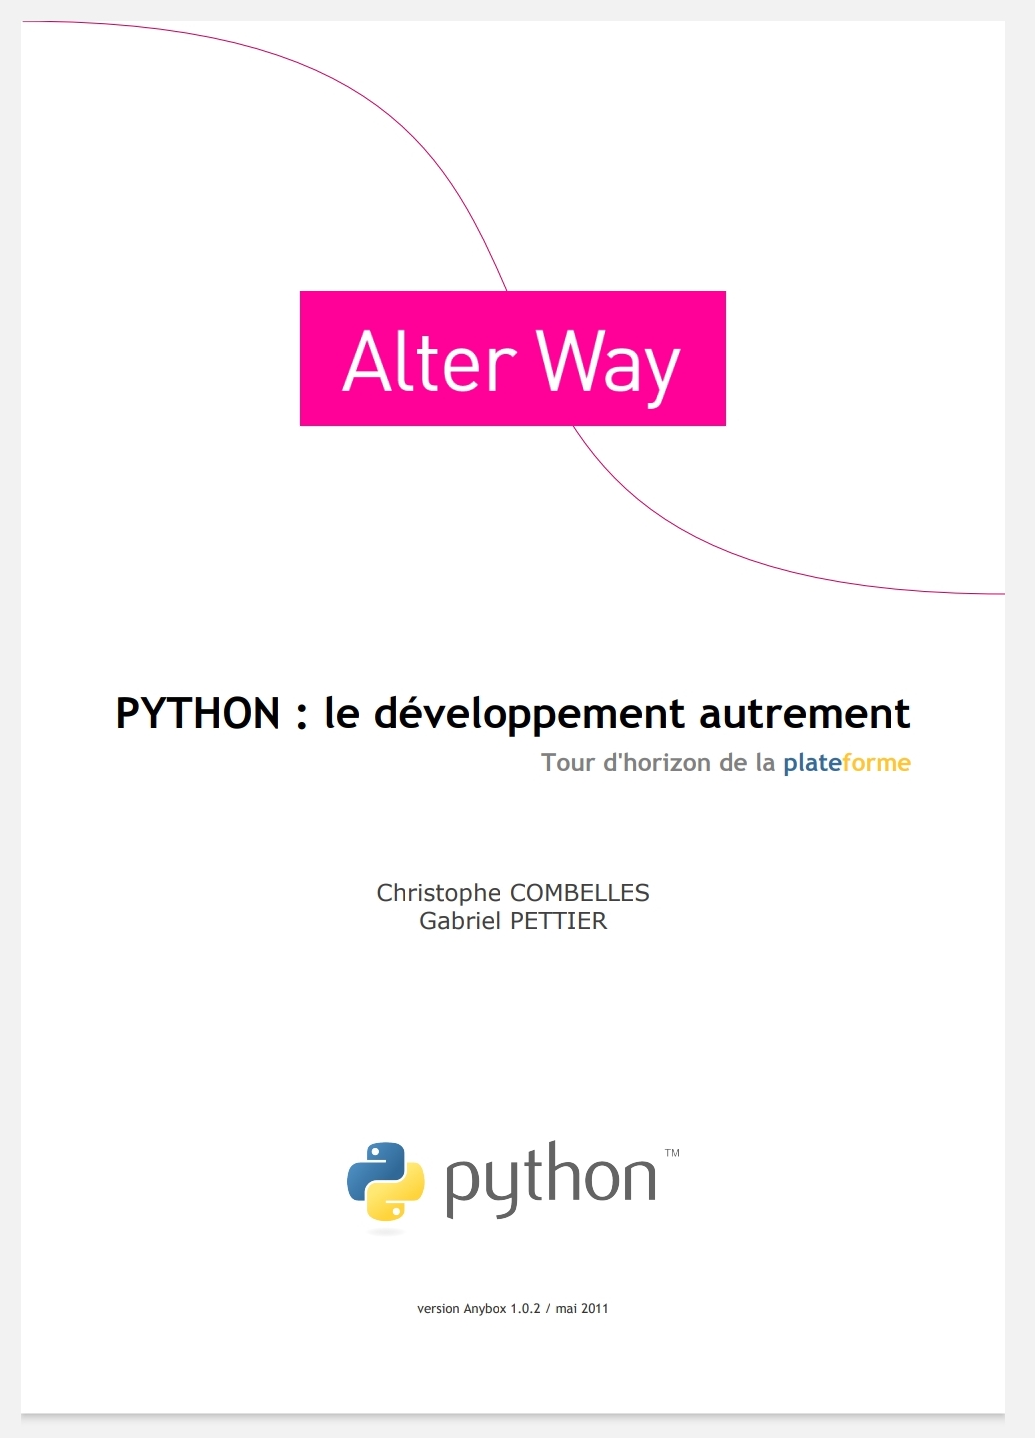 Alter Way
PYTHON : le développement autrement
Tour d'horizon de la plateforme
Christophe COMBELLES
Gabriel PETTIER
python™
version Anybox 1.0.2 / mai 2011